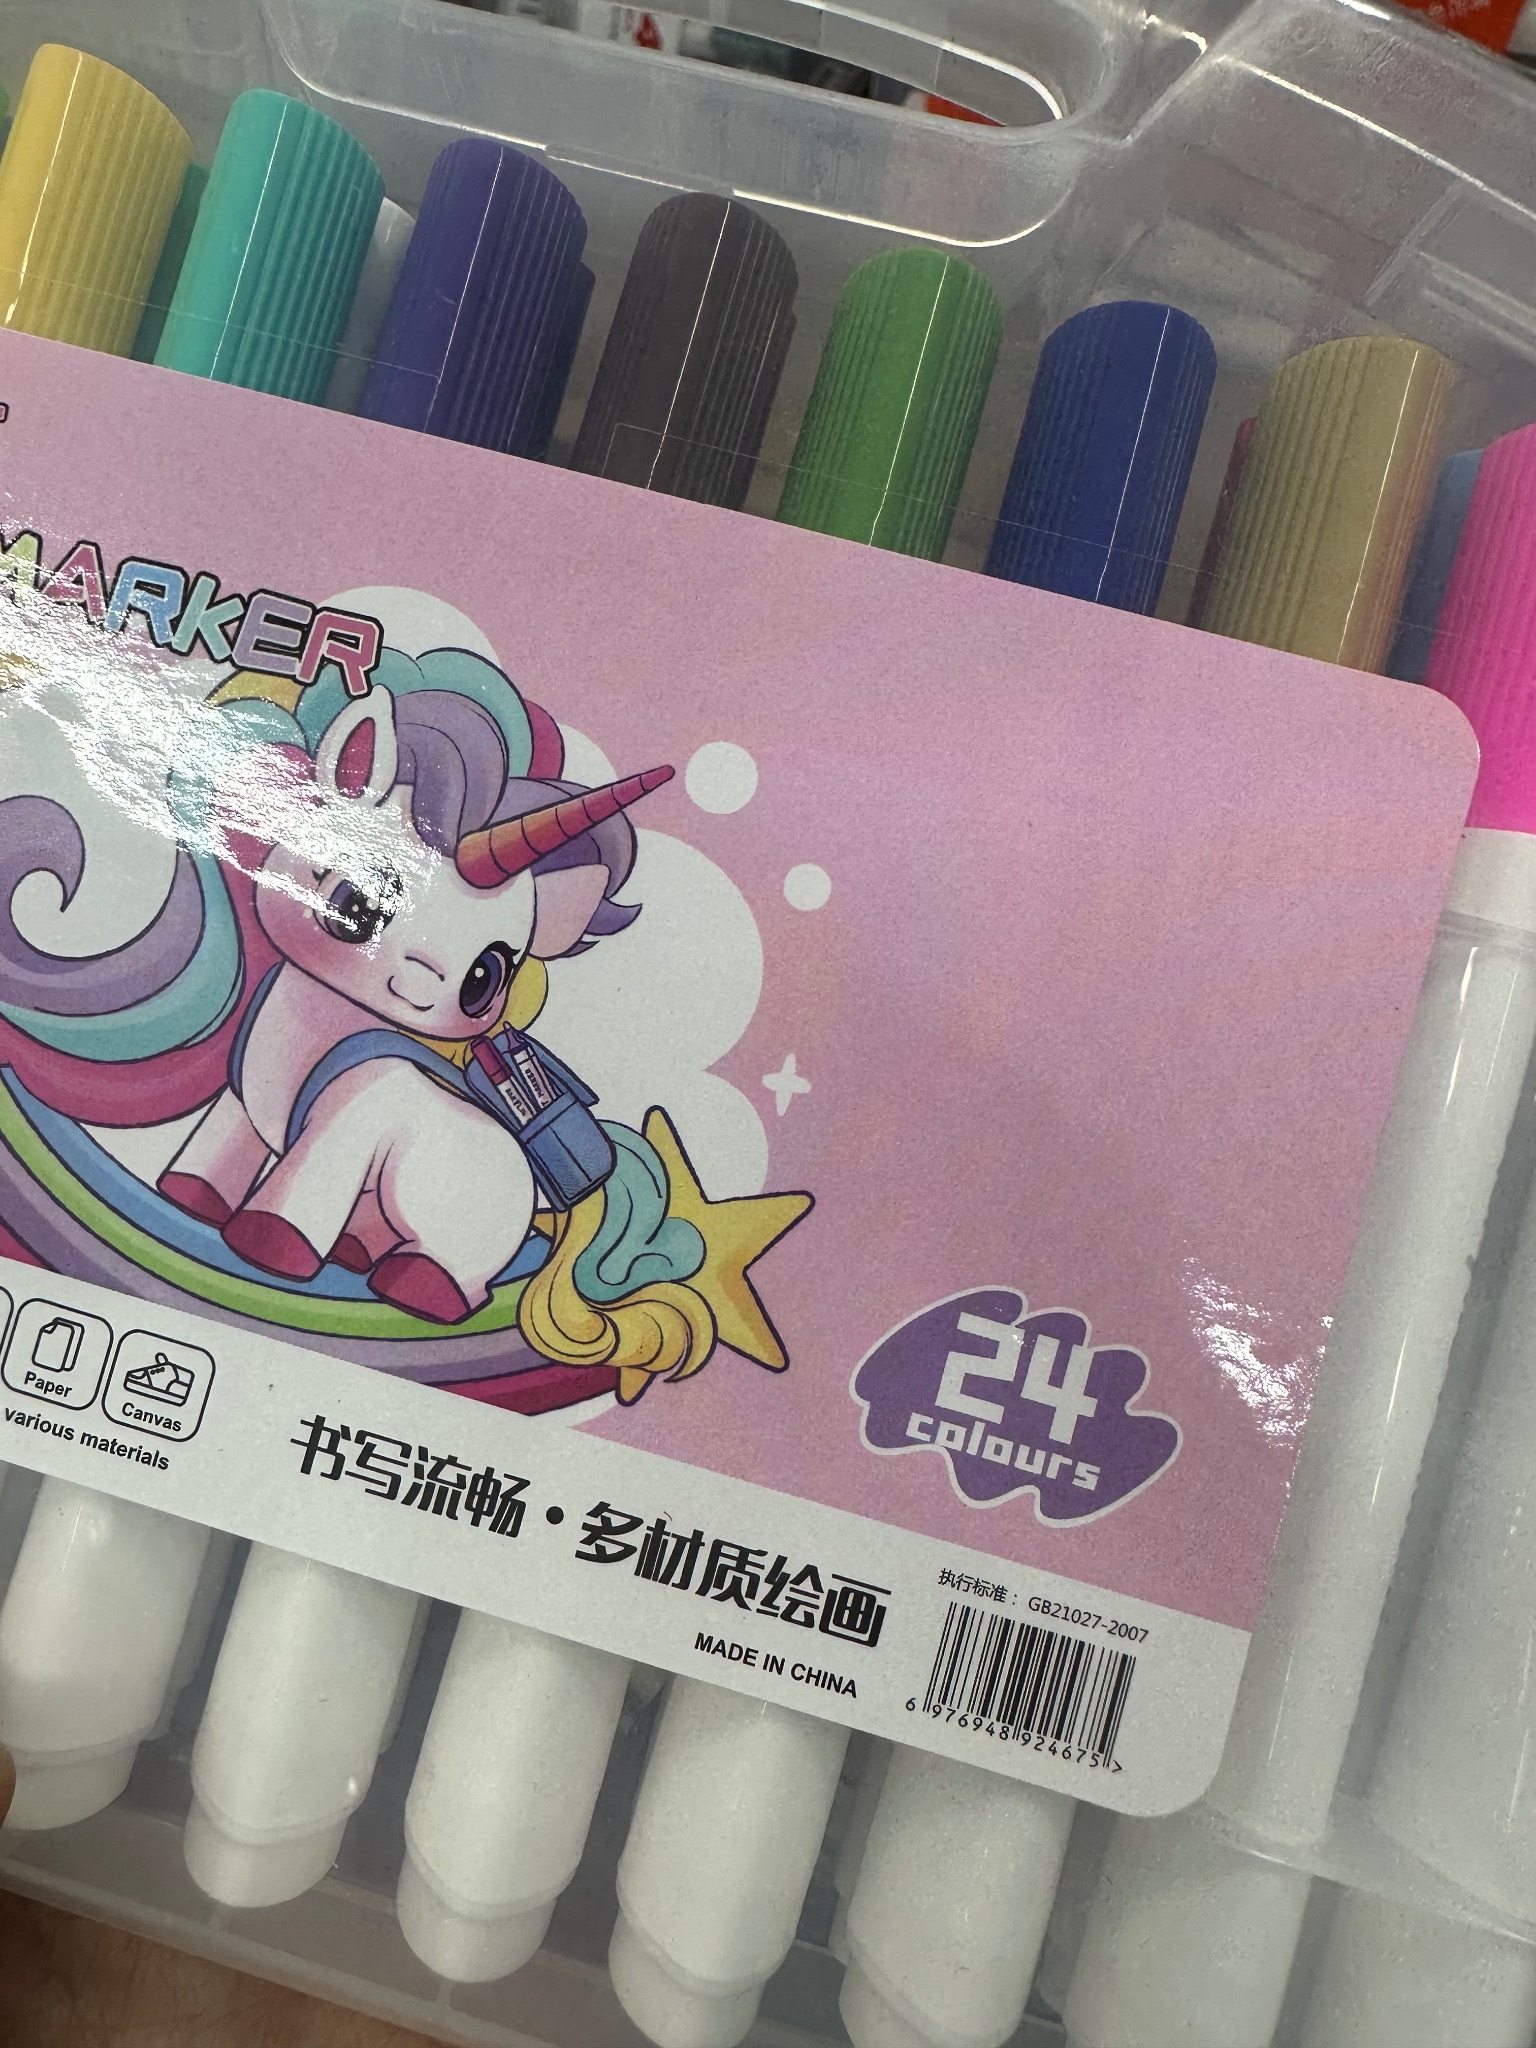 MARKER
24
colours
Paper
Canvas
various materials
书写流畅·多材质绘画
MADE IN CHINA
执行标准：GB21027-2007
6 976948 924675 >